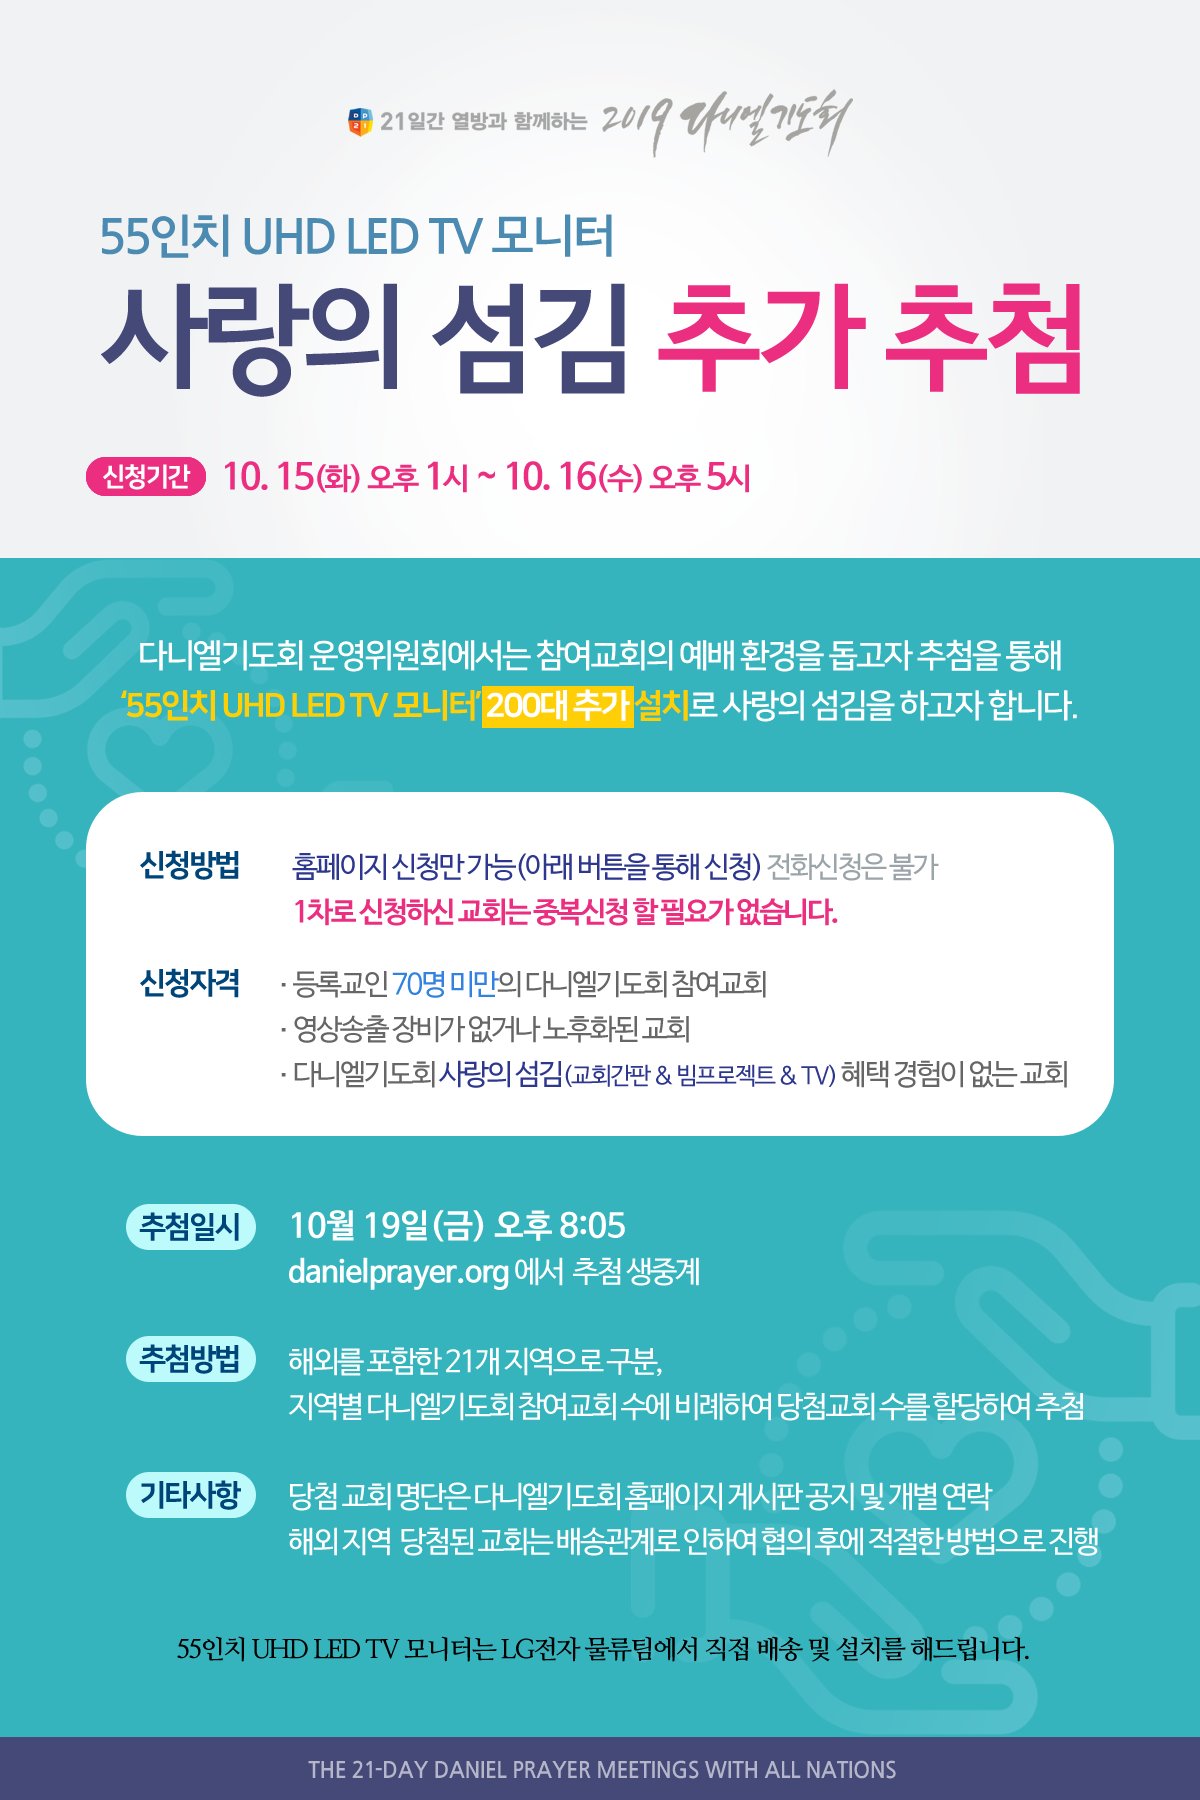 DP 21 21일간 열방과 함께하는 2019 다니엘기도회
55인치 UHD LED TV 모니터
사랑의 섬김 추가 추첨
신청기간 10. 15(화) 오후 1시 ~ 10. 16(수) 오후 5시
다니엘기도회 운영위원회에서는 참여교회의 예배 환경을 돕고자 추첨을 통해
‘55인치 UHD LED TV 모니터’ 200대 추가 설치로 사랑의 섬김을 하고자 합니다.
신청방법 홈페이지 신청만 가능(아래 버튼을 통해 신청) 전화신청은 불가
1차로 신청하신 교회는 중복신청 할 필요가 없습니다.
신청자격 · 등록교인 70명 미만의 다니엘기도회 참여교회
· 영상송출 장비가 없거나 노후화된 교회
· 다니엘기도회 사랑의 섬김(교회간판 & 빔프로젝트 & TV) 혜택 경험이 없는 교회
추첨일시 10월 19일(금) 오후 8:05
danielprayer.org 에서 추첨 생중계
추첨방법 해외를 포함한 21개 지역으로 구분,
지역별 다니엘기도회 참여교회 수에 비례하여 당첨교회 수를 할당하여 추첨
기타사항 당첨 교회 명단은 다니엘기도회 홈페이지 게시판 공지 및 개별 연락
해외 지역 당첨된 교회는 배송관계로 인하여 협의 후에 적절한 방법으로 진행
55인치 UHD LED TV 모니터는 LG전자 물류팀에서 직접 배송 및 설치를 해드립니다.
THE 21-DAY DANIEL PRAYER MEETINGS WITH ALL NATIONS